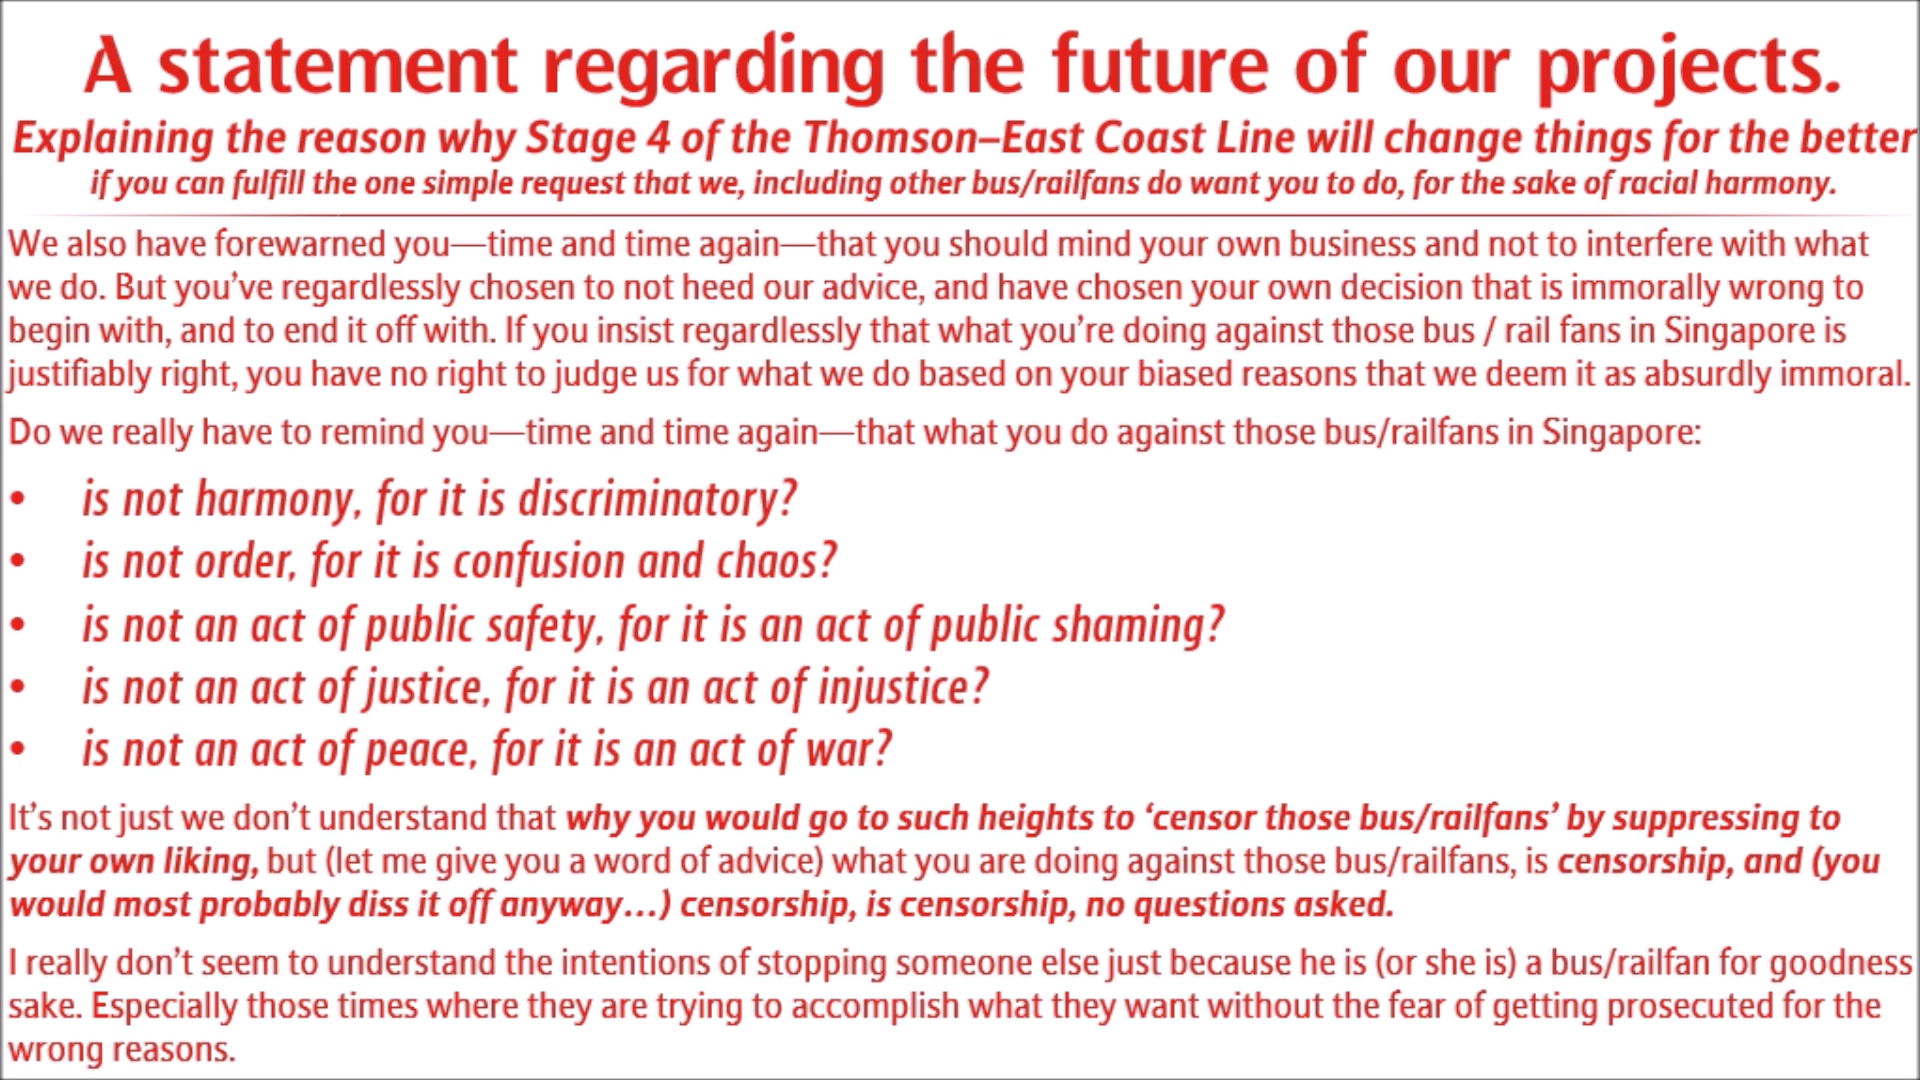 A statement regarding the future of our projects.
Explaining the reason why Stage 4 of the Thomson–East Coast Line will change things for the better
if you can fulfill the one simple request that we, including other bus/railfans do want you to do, for the sake of racial harmony.
We also have forewarned you—time and time again—that you should mind your own business and not to interfere with what
we do. But you’ve regardlessly chosen to not heed our advice, and have chosen your own decision that is immorally wrong to
begin with, and to end it off with. If you insist regardlessly that what you’re doing against those bus / rail fans in Singapore is
justifiably right, you have no right to judge us for what we do based on your biased reasons that we deem it as absurdly immoral.
Do we really have to remind you—time and time again—that what you do against those bus/railfans in Singapore:
• is not harmony, for it is discriminatory?
• is not order, for it is confusion and chaos?
• is not an act of public safety, for it is an act of public shaming?
• is not an act of justice, for it is an act of injustice?
• is not an act of peace, for it is an act of war?
It’s not just we don’t understand that why you would go to such heights to ‘censor those bus/railfans’ by suppressing to
your own liking, but (let me give you a word of advice) what you are doing against those bus/railfans, is censorship, and (you
would most probably diss it off anyway…) censorship, is censorship, no questions asked.
I really don’t seem to understand the intentions of stopping someone else just because he is (or she is) a bus/railfan for goodness
sake. Especially those times where they are trying to accomplish what they want without the fear of getting prosecuted for the
wrong reasons.